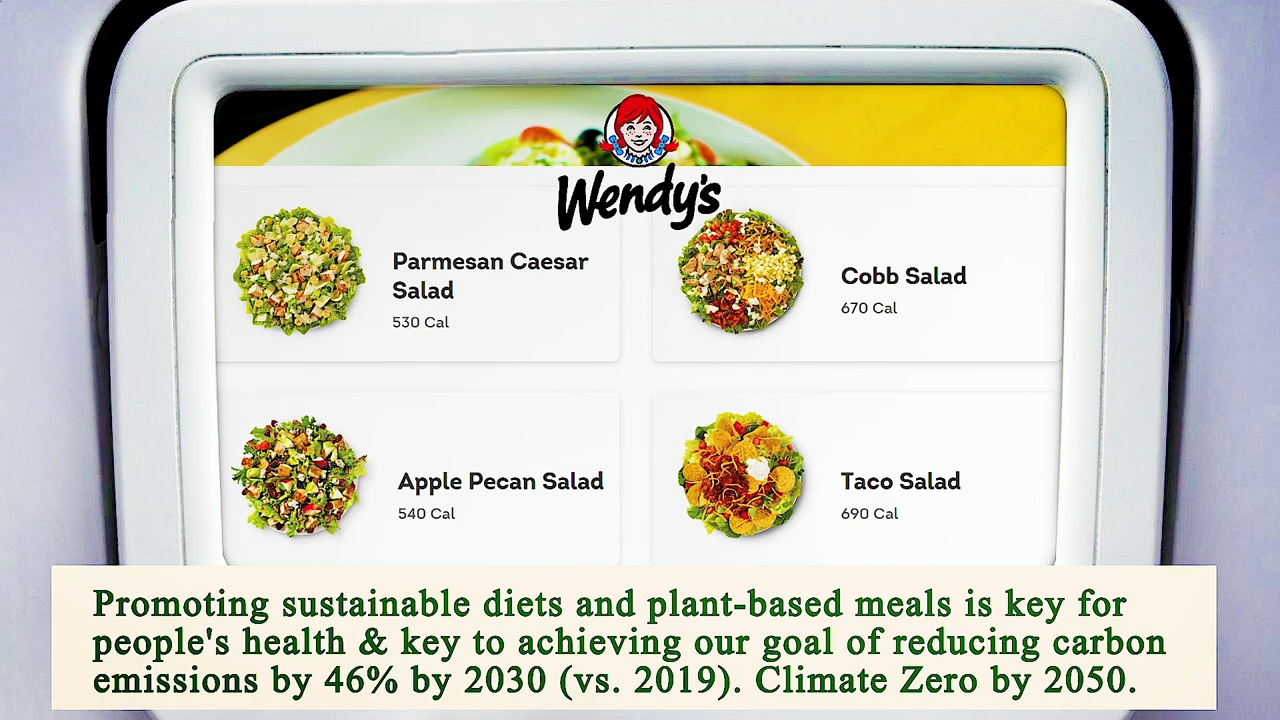 Wendy's
Parmesan Caesar
Salad
530 Cal
Cobb Salad
670 Cal
Apple Pecan Salad
540 Cal
Taco Salad
690 Cal
Promoting sustainable diets and plant-based meals is key for
people's health & key to achieving our goal of reducing carbon
emissions by 46% by 2030 (vs. 2019). Climate Zero by 2050.